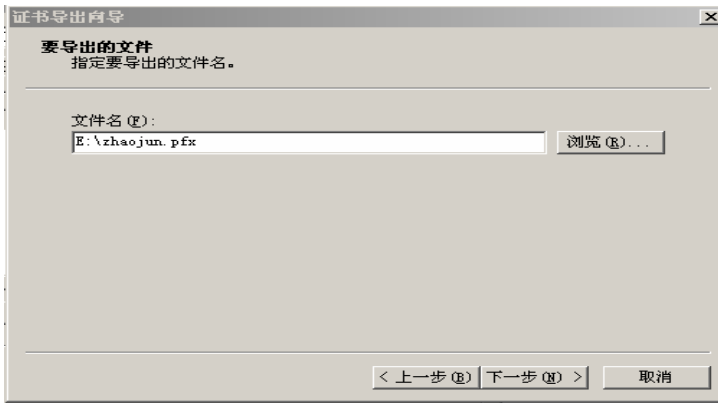 证书导出向导
要导出的文件
指定要导出的文件名。
文件名(F):
E:\zhaojun.pfx
浏览(R)...
< 上一步(B) 下一步(N) > 取消